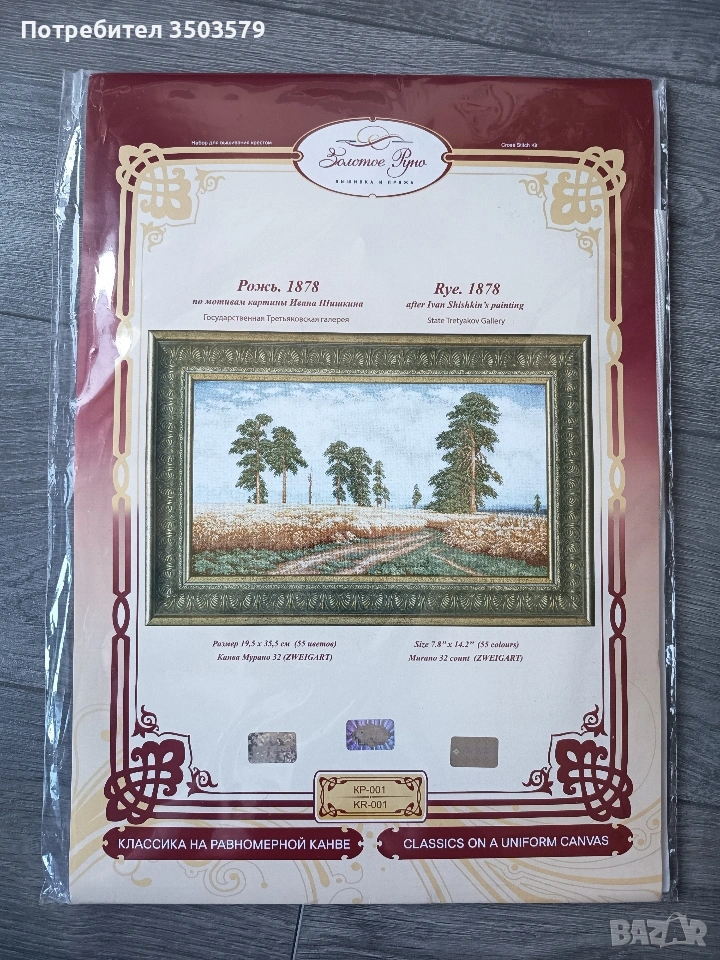 Потребител 3503579
Набор для вышивания крестом
Cross Stitch Kit
Золотое Руно
ВЫШИВКА И ПРЯЖА
Рожь. 1878
по мотивам картины Ивана Шишкина
Государственная Третьяковская галерея
Rye. 1878
after Ivan Shishkin's painting
State Tretyakov Gallery
Размер 19,5 х 35,5 см (55 цветов)
Канва Мурано 32 (ZWEIGART)
Size 7.8" x 14.2" (55 colours)
Murano 32 count (ZWEIGART)
КР-001
KR-001
КЛАССИКА НА РАВНОМЕРНОЙ КАНВЕ
CLASSICS ON A UNIFORM CANVAS
BAZAR